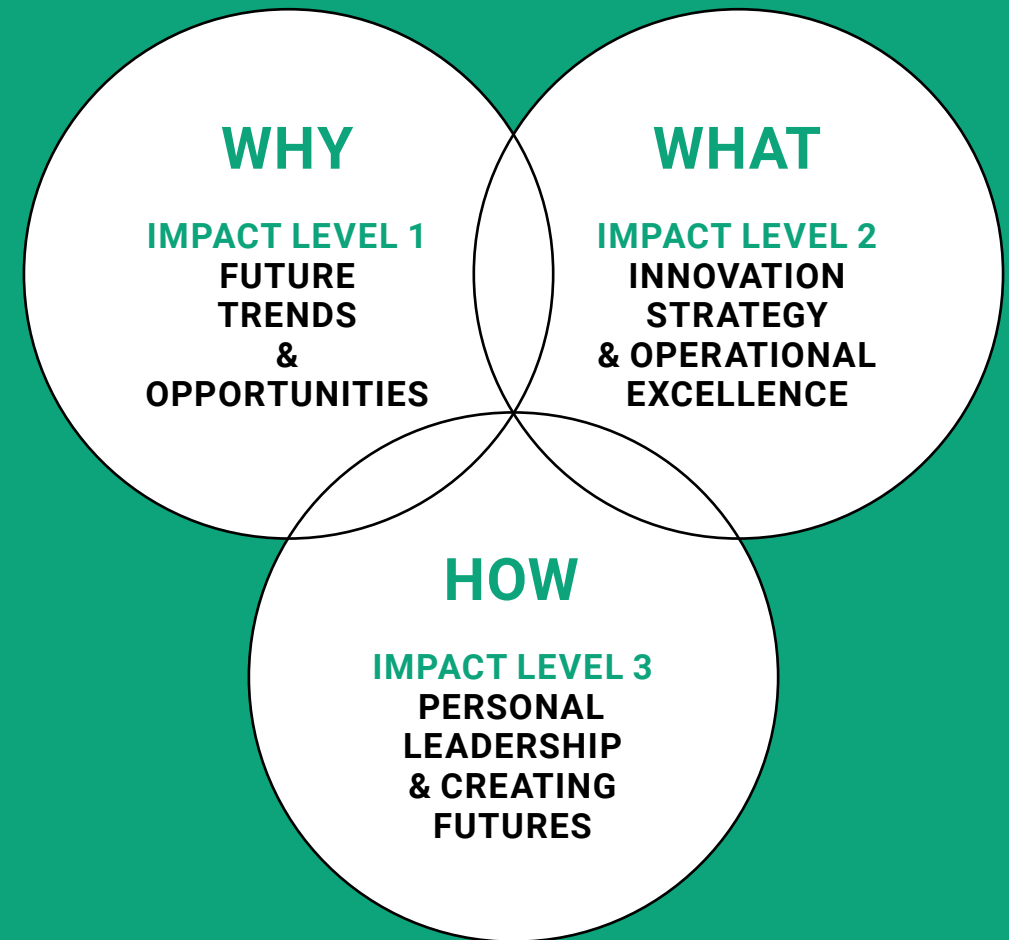 WHY
IMPACT LEVEL 1
FUTURE
TRENDS
&
OPPORTUNITIES
WHAT
IMPACT LEVEL 2
INNOVATION
STRATEGY
& OPERATIONAL
EXCELLENCE
HOW
IMPACT LEVEL 3
PERSONAL
LEADERSHIP
& CREATING
FUTURES